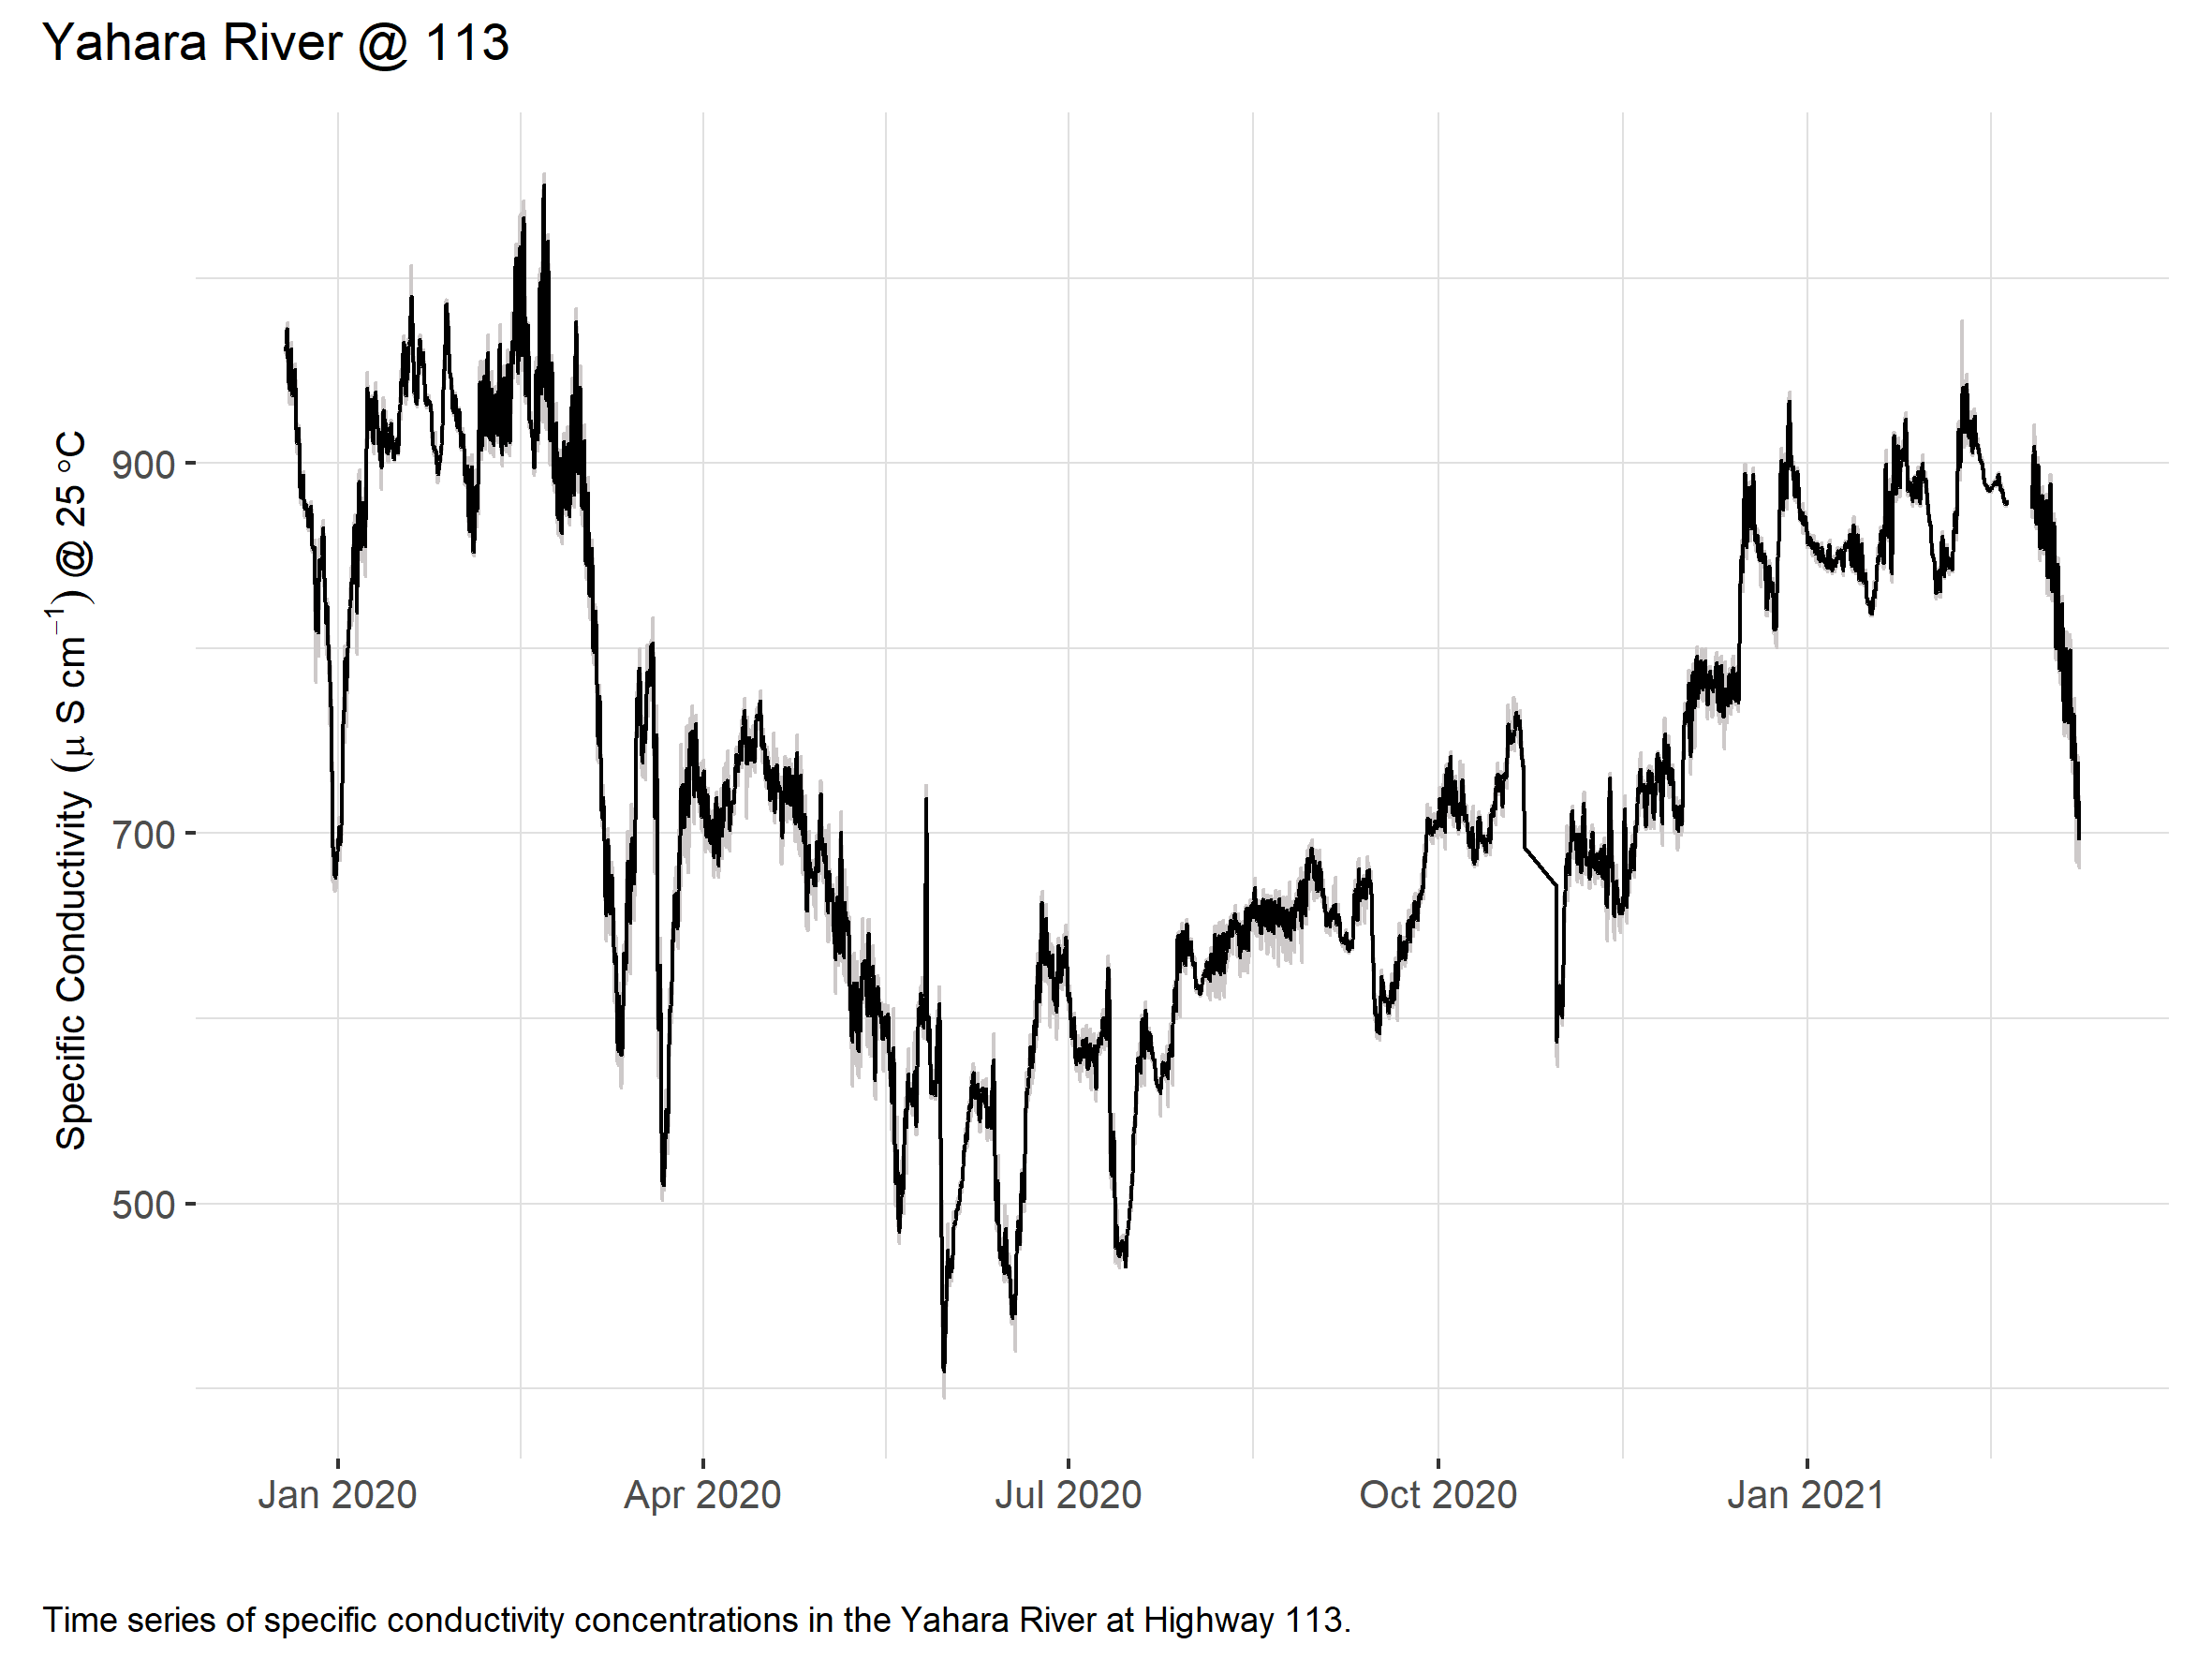 Yahara River @ 113
Specific Conductivity (μ S cm⁻¹) @ 25 °C
900
700
500
Jan 2020 Apr 2020 Jul 2020 Oct 2020 Jan 2021
Time series of specific conductivity concentrations in the Yahara River at Highway 113.